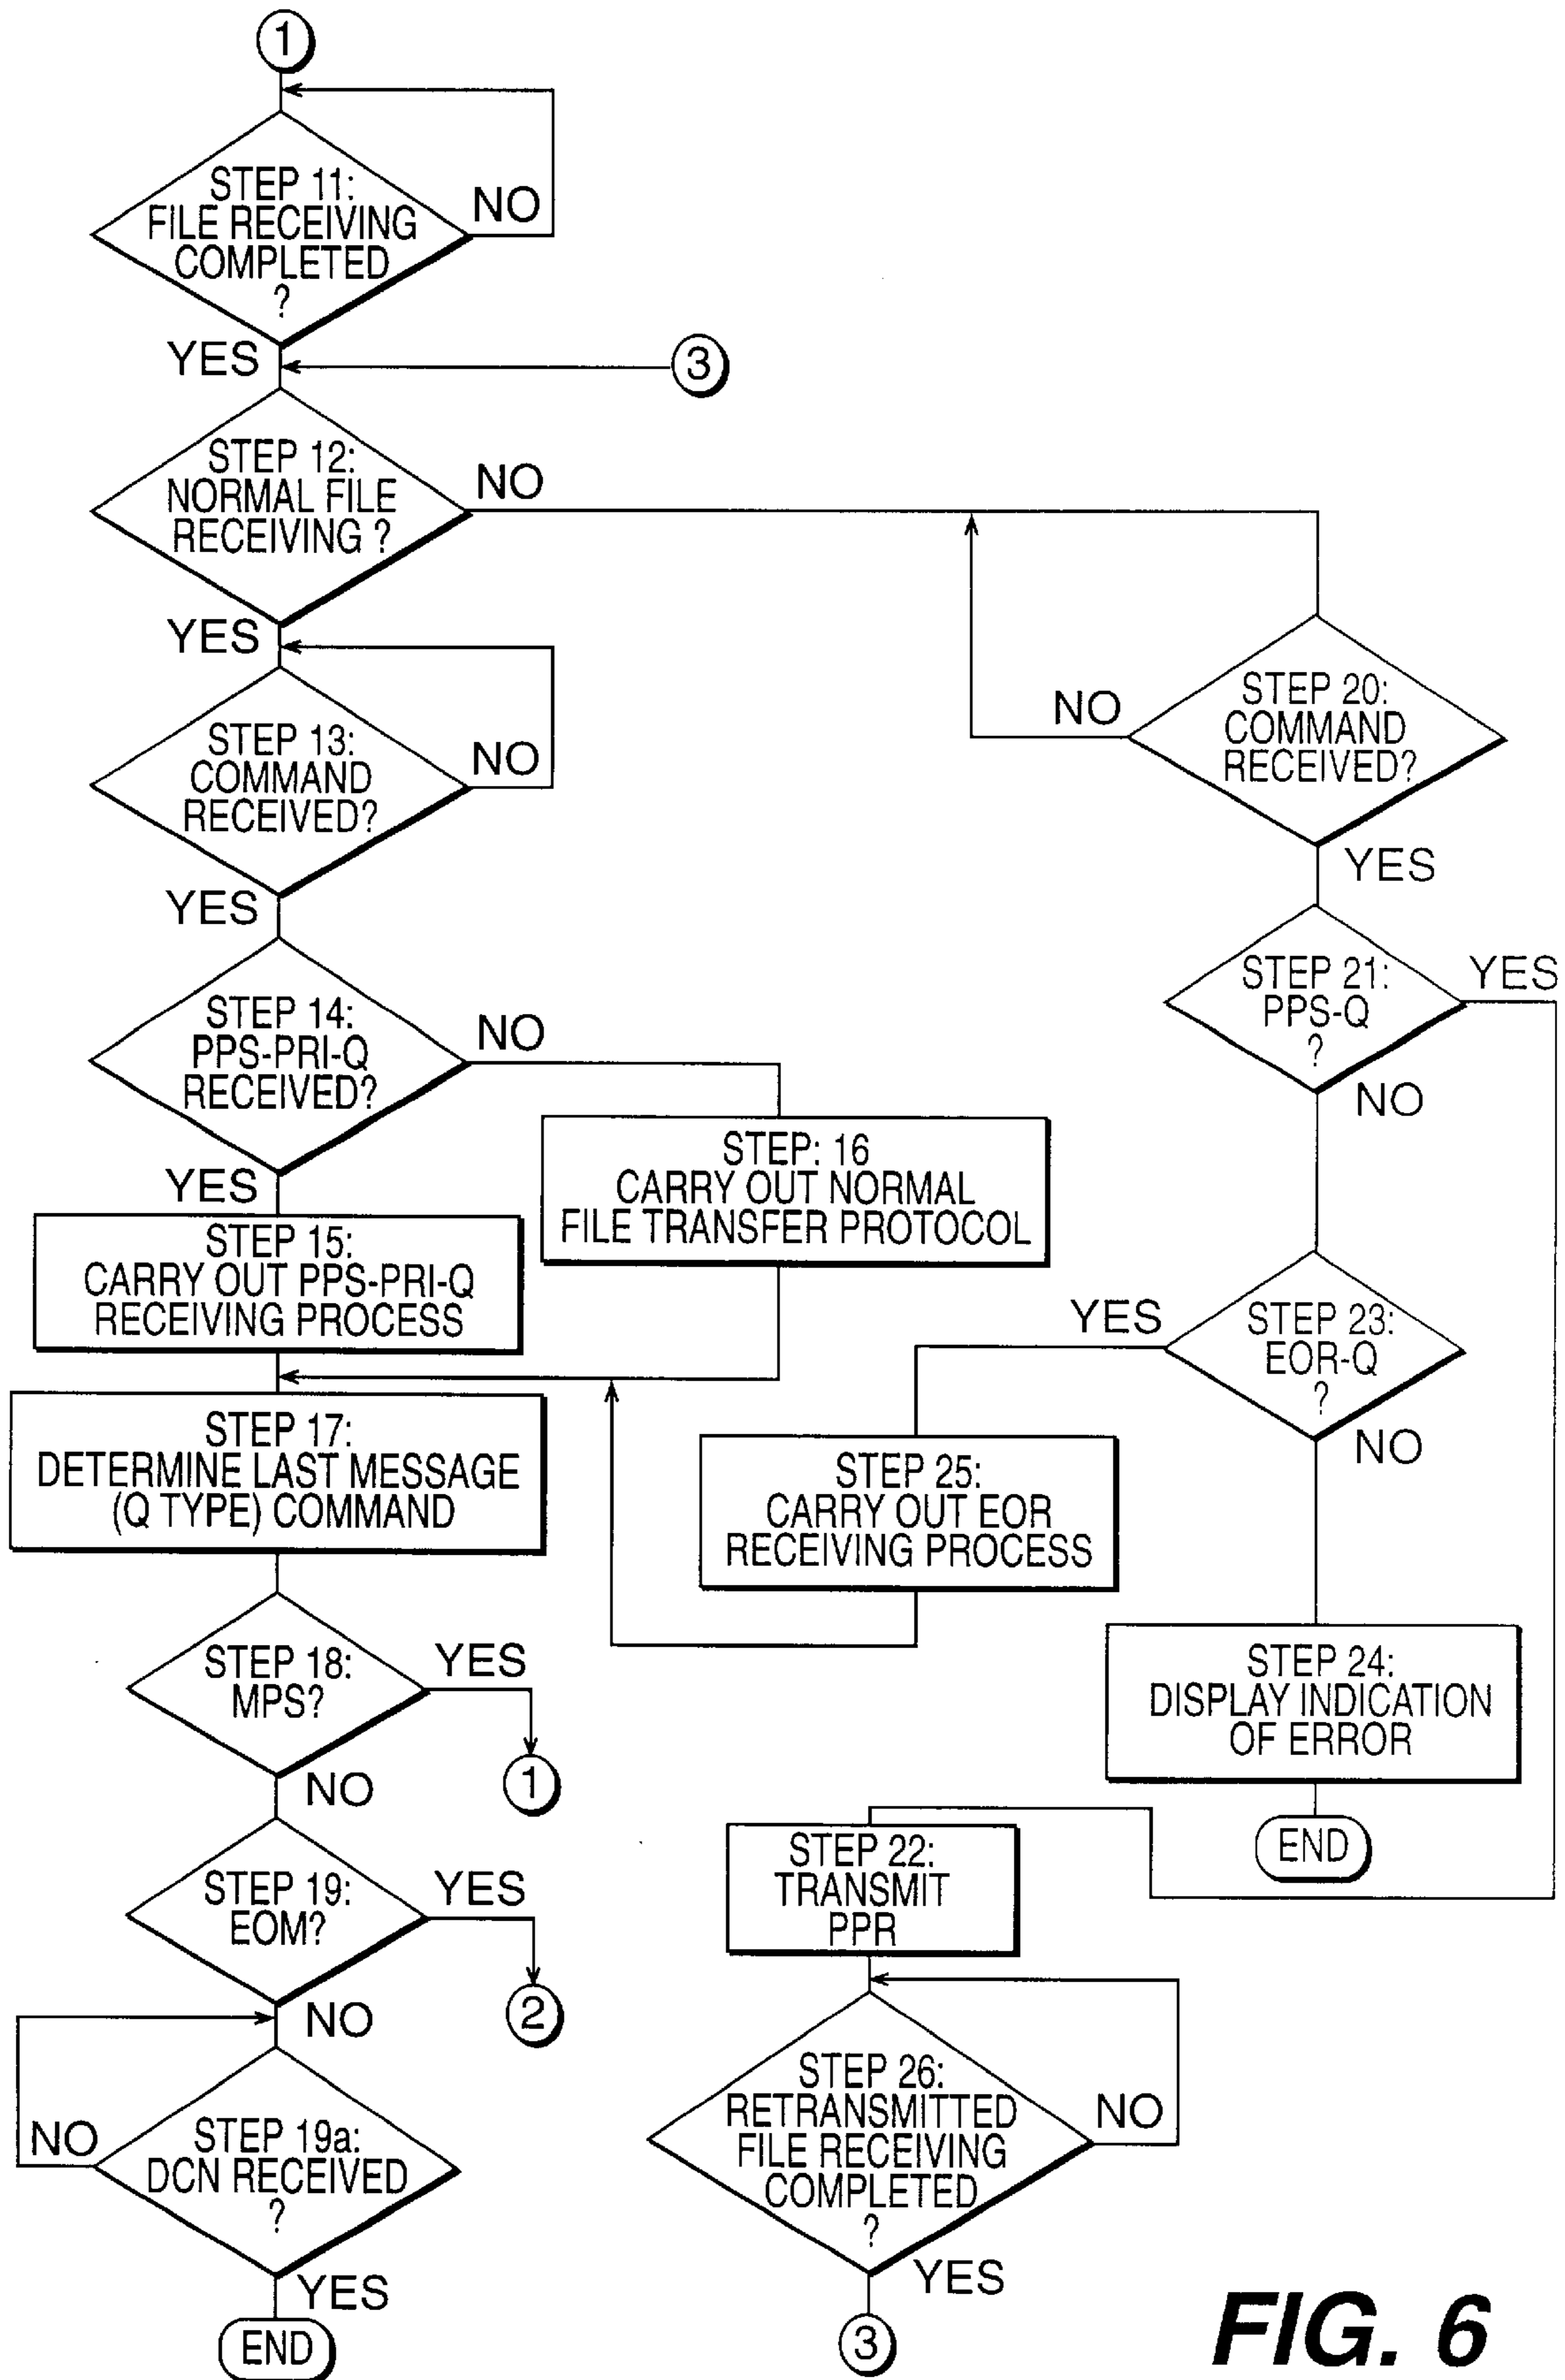 1
STEP 11:
FILE RECEIVING
COMPLETED
?
NO
YES
3
STEP 12:
NORMAL FILE
RECEIVING ?
NO
YES
STEP 13:
COMMAND
RECEIVED?
NO
YES
STEP 14:
PPS-PRI-Q
RECEIVED?
NO
YES
STEP: 16
CARRY OUT NORMAL
FILE TRANSFER PROTOCOL
STEP 15:
CARRY OUT PPS-PRI-Q
RECEIVING PROCESS
STEP 17:
DETERMINE LAST MESSAGE
(Q TYPE) COMMAND
STEP 18:
MPS?
YES
1
NO
STEP 19:
EOM?
YES
2
NO
STEP 19a:
DCN RECEIVED
?
NO
YES
END
STEP 20:
COMMAND
RECEIVED?
NO
YES
STEP 21:
PPS-Q
?
YES
NO
STEP 23:
EOR-Q
?
YES
NO
STEP 25:
CARRY OUT EOR
RECEIVING PROCESS
STEP 24:
DISPLAY INDICATION
OF ERROR
END
STEP 22:
TRANSMIT
PPR
STEP 26:
RETRANSMITTED
FILE RECEIVING
COMPLETED
?
NO
YES
3
FIG. 6